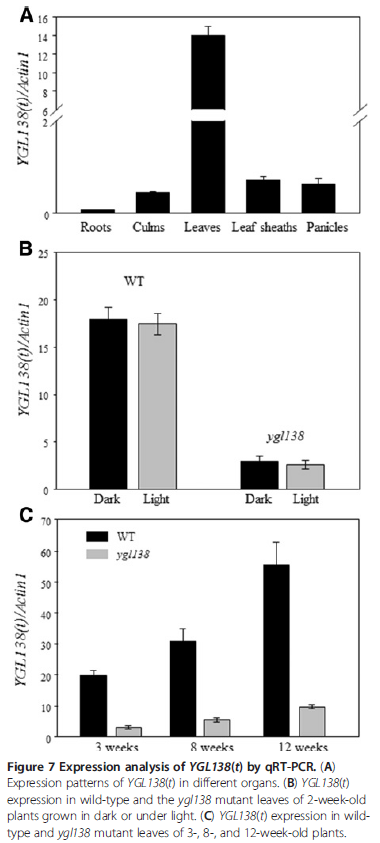 A
16
14
12
10
8
6
2
0
YGL138(t)/Actin1
Roots Culms Leaves Leaf sheaths Panicles
B
25
20
15
10
5
0
YGL138(t)/Actin1
WT
ygl138
Dark Light Dark Light
C
70
60
50
40
30
20
10
0
YGL138(t)/Actin1
WT
ygl138
3 weeks 8 weeks 12 weeks
Figure 7 Expression analysis of YGL138(t) by qRT-PCR. (A)
Expression patterns of YGL138(t) in different organs. (B) YGL138(t)
expression in wild-type and the ygl138 mutant leaves of 2-week-old
plants grown in dark or under light. (C) YGL138(t) expression in wild-
type and ygl138 mutant leaves of 3-, 8-, and 12-week-old plants.